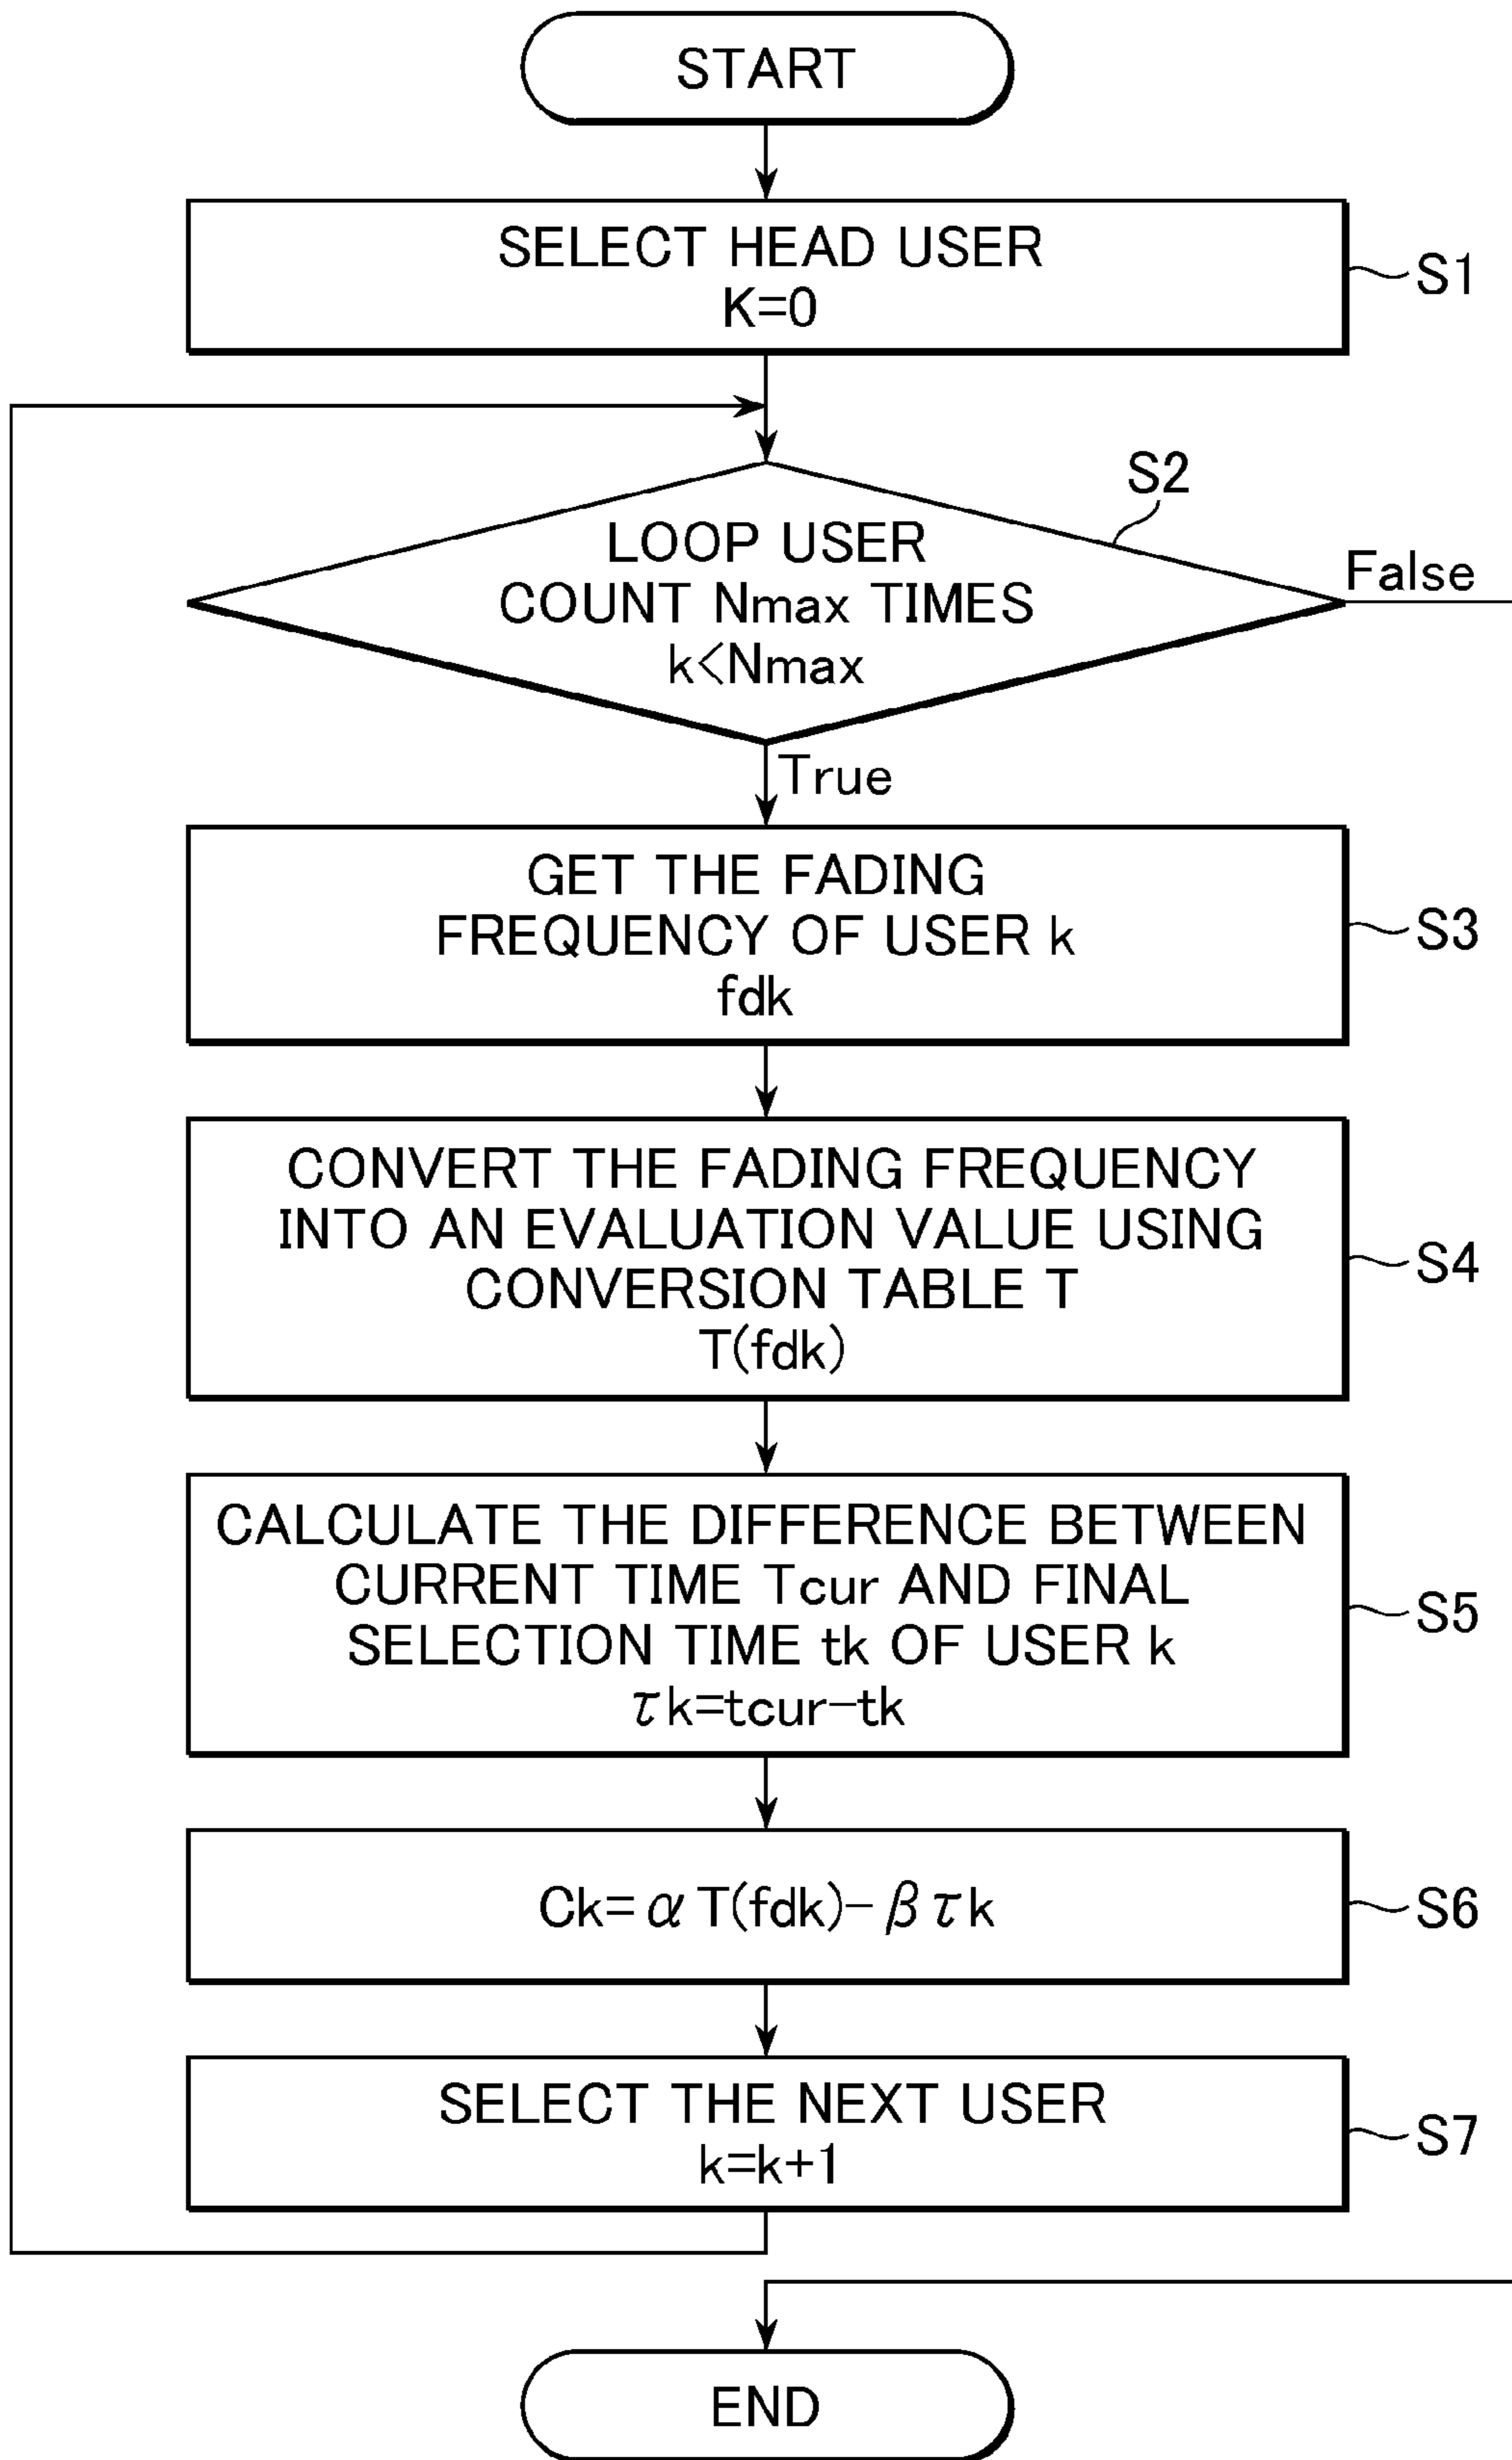 START
SELECT HEAD USER
K=0
S1
S2
LOOP USER
COUNT Nmax TIMES
k<Nmax
False
True
GET THE FADING
FREQUENCY OF USER k
fdk
S3
CONVERT THE FADING FREQUENCY
INTO AN EVALUATION VALUE USING
CONVERSION TABLE T
T(fdk)
S4
CALCULATE THE DIFFERENCE BETWEEN
CURRENT TIME Tcur AND FINAL
SELECTION TIME tk OF USER k
τk=tcur-tk
S5
Ck=αT(fdk)-βτk
S6
SELECT THE NEXT USER
k=k+1
S7
END